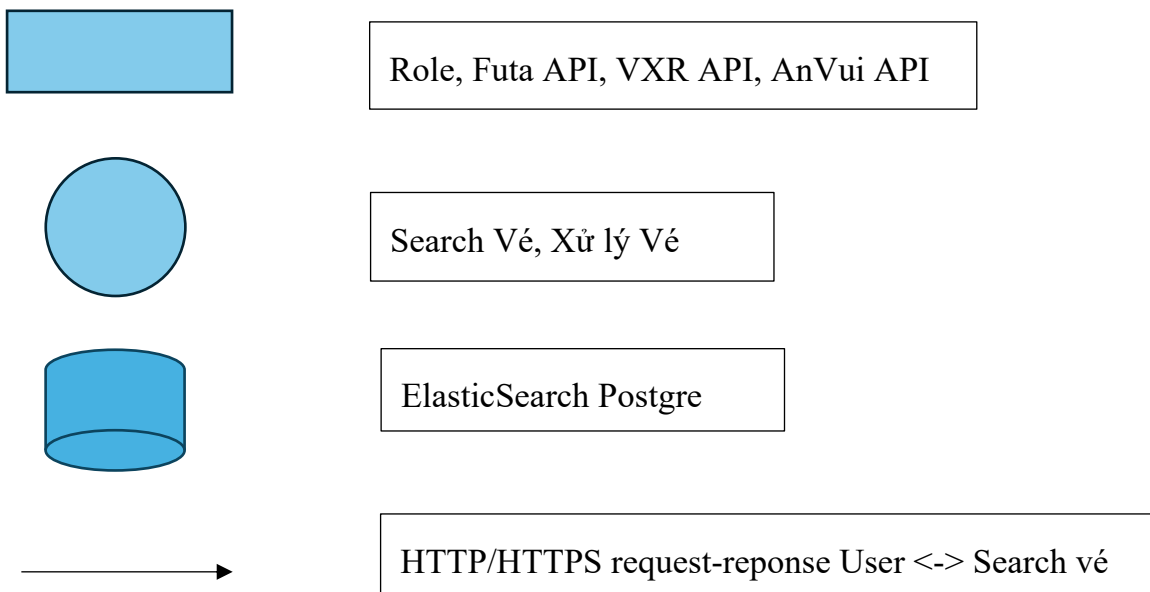 Role, Futa API, VXR API, AnVui API
Search Vé, Xử lý Vé
ElasticSearch Postgre
HTTP/HTTPS request-reponse User <-> Search vé